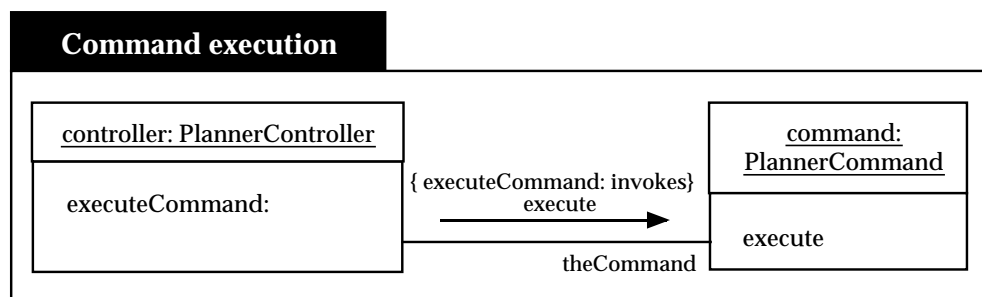 Command execution
controller: PlannerController
executeCommand:
{ executeCommand: invokes}
execute
theCommand
command:
PlannerCommand
execute